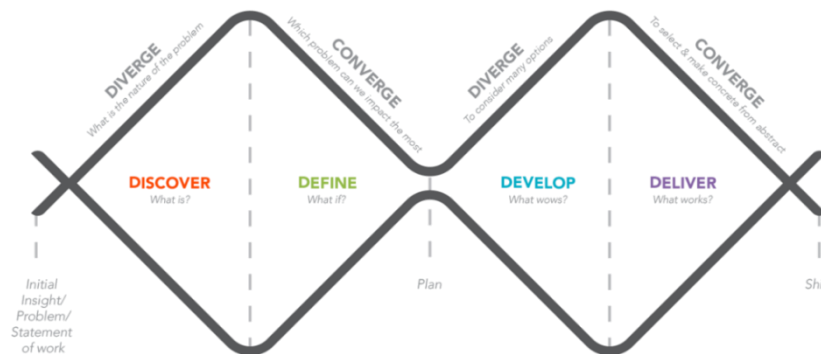 DIVERGE
What is the nature of the problem
CONVERGE
Which problem can we impact the most
DIVERGE
To consider many options
CONVERGE
To select & make concrete from abstract
DISCOVER
What is?
DEFINE
What if?
DEVELOP
What wows?
DELIVER
What works?
Initial
Insight/
Problem/
Statement
of work
Plan